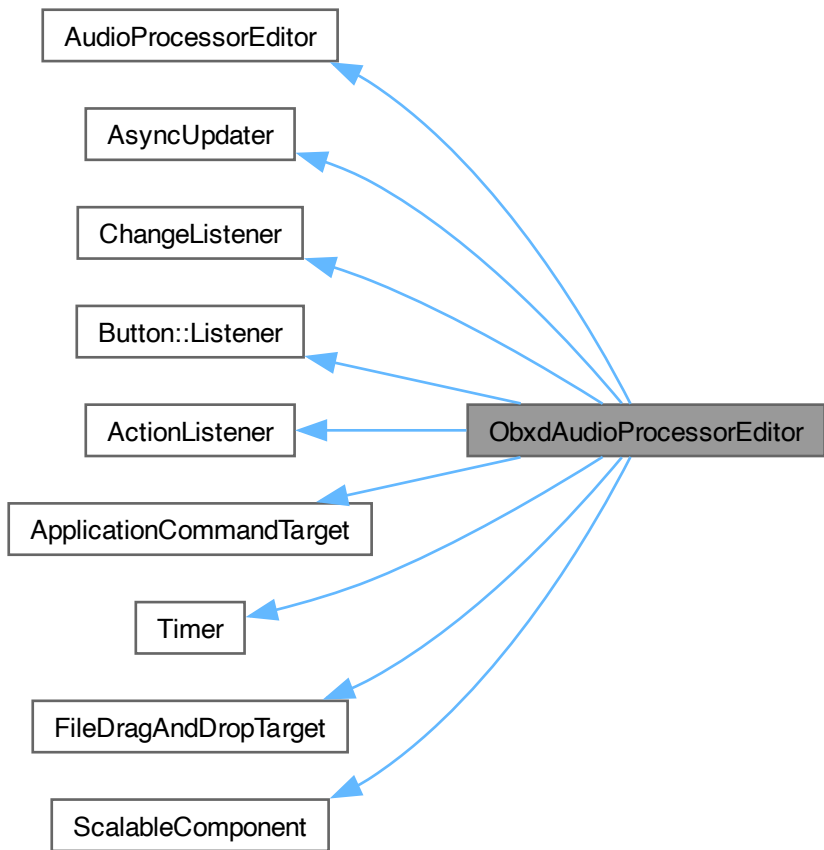 AudioProcessorEditor
AsyncUpdater
ChangeListener
Button::Listener
ActionListener
ObxdAudioProcessorEditor
ApplicationCommandTarget
Timer
FileDragAndDropTarget
ScalableComponent